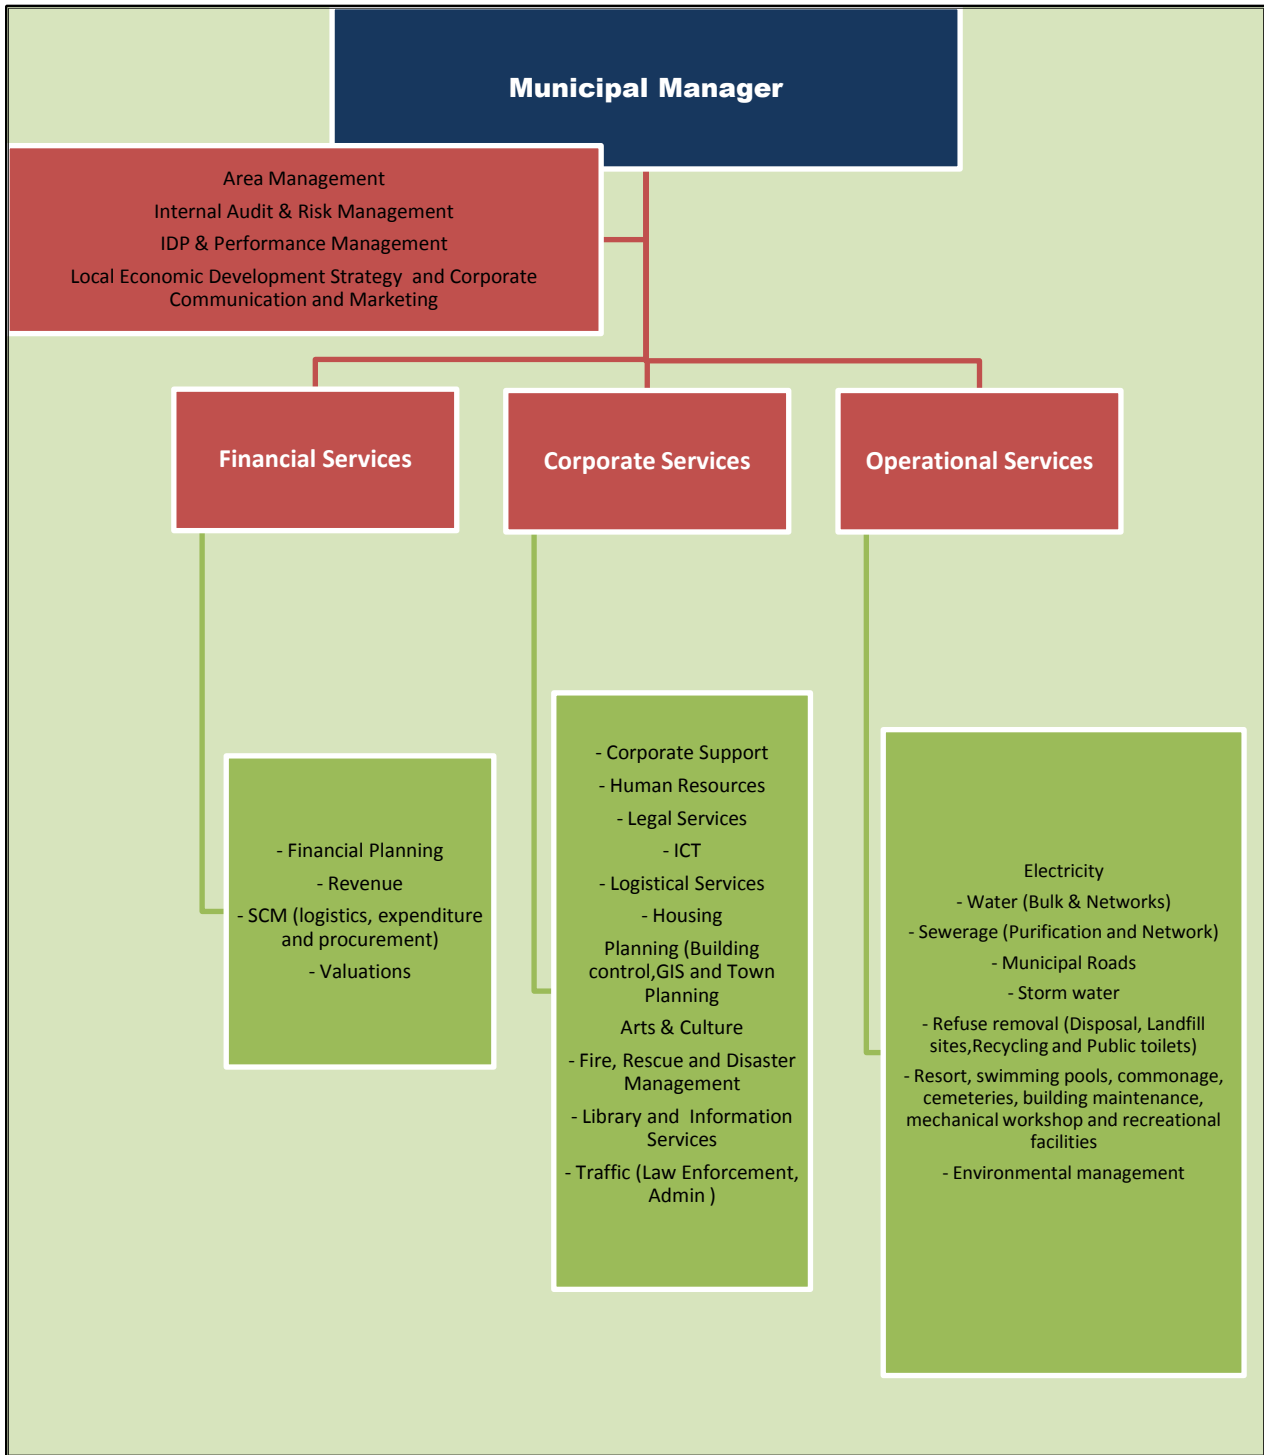 Municipal Manager
Area Management
Internal Audit & Risk Management
IDP & Performance Management
Local Economic Development Strategy  and Corporate
Communication and Marketing
Financial Services
Corporate Services
Operational Services
- Financial Planning
- Revenue
- SCM (logistics, expenditure
and procurement)
- Valuations
- Corporate Support
- Human Resources
- Legal Services
- ICT
- Logistical Services
- Housing
Planning (Building
control,GIS and Town
Planning
Arts & Culture
- Fire, Rescue and Disaster
Management
- Library and  Information
Services
- Traffic (Law Enforcement,
Admin )
Electricity
- Water (Bulk & Networks)
- Sewerage (Purification and Network)
- Municipal Roads
- Storm water
- Refuse removal (Disposal, Landfill
sites,Recycling and Public toilets)
- Resort, swimming pools, commonage,
cemeteries, building maintenance,
mechanical workshop and recreational
facilities
- Environmental management